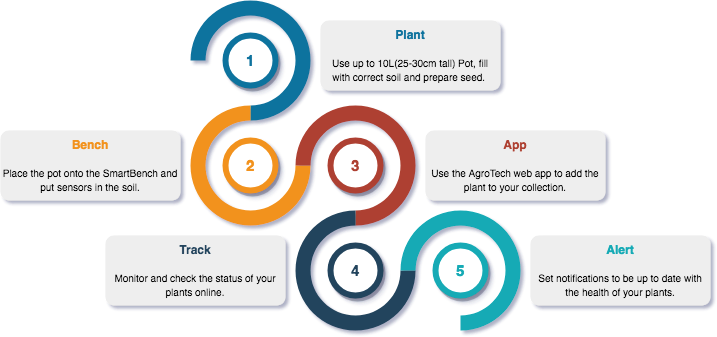 1
Plant
Use up to 10L(25-30cm tall) Pot, fill
with correct soil and prepare seed.
Bench
Place the pot onto the SmartBench and
put sensors in the soil.
2
3
App
Use the AgroTech web app to add the
plant to your collection.
Track
Monitor and check the status of your
plants online.
4
5
Alert
Set notifications to be up to date with
the health of your plants.